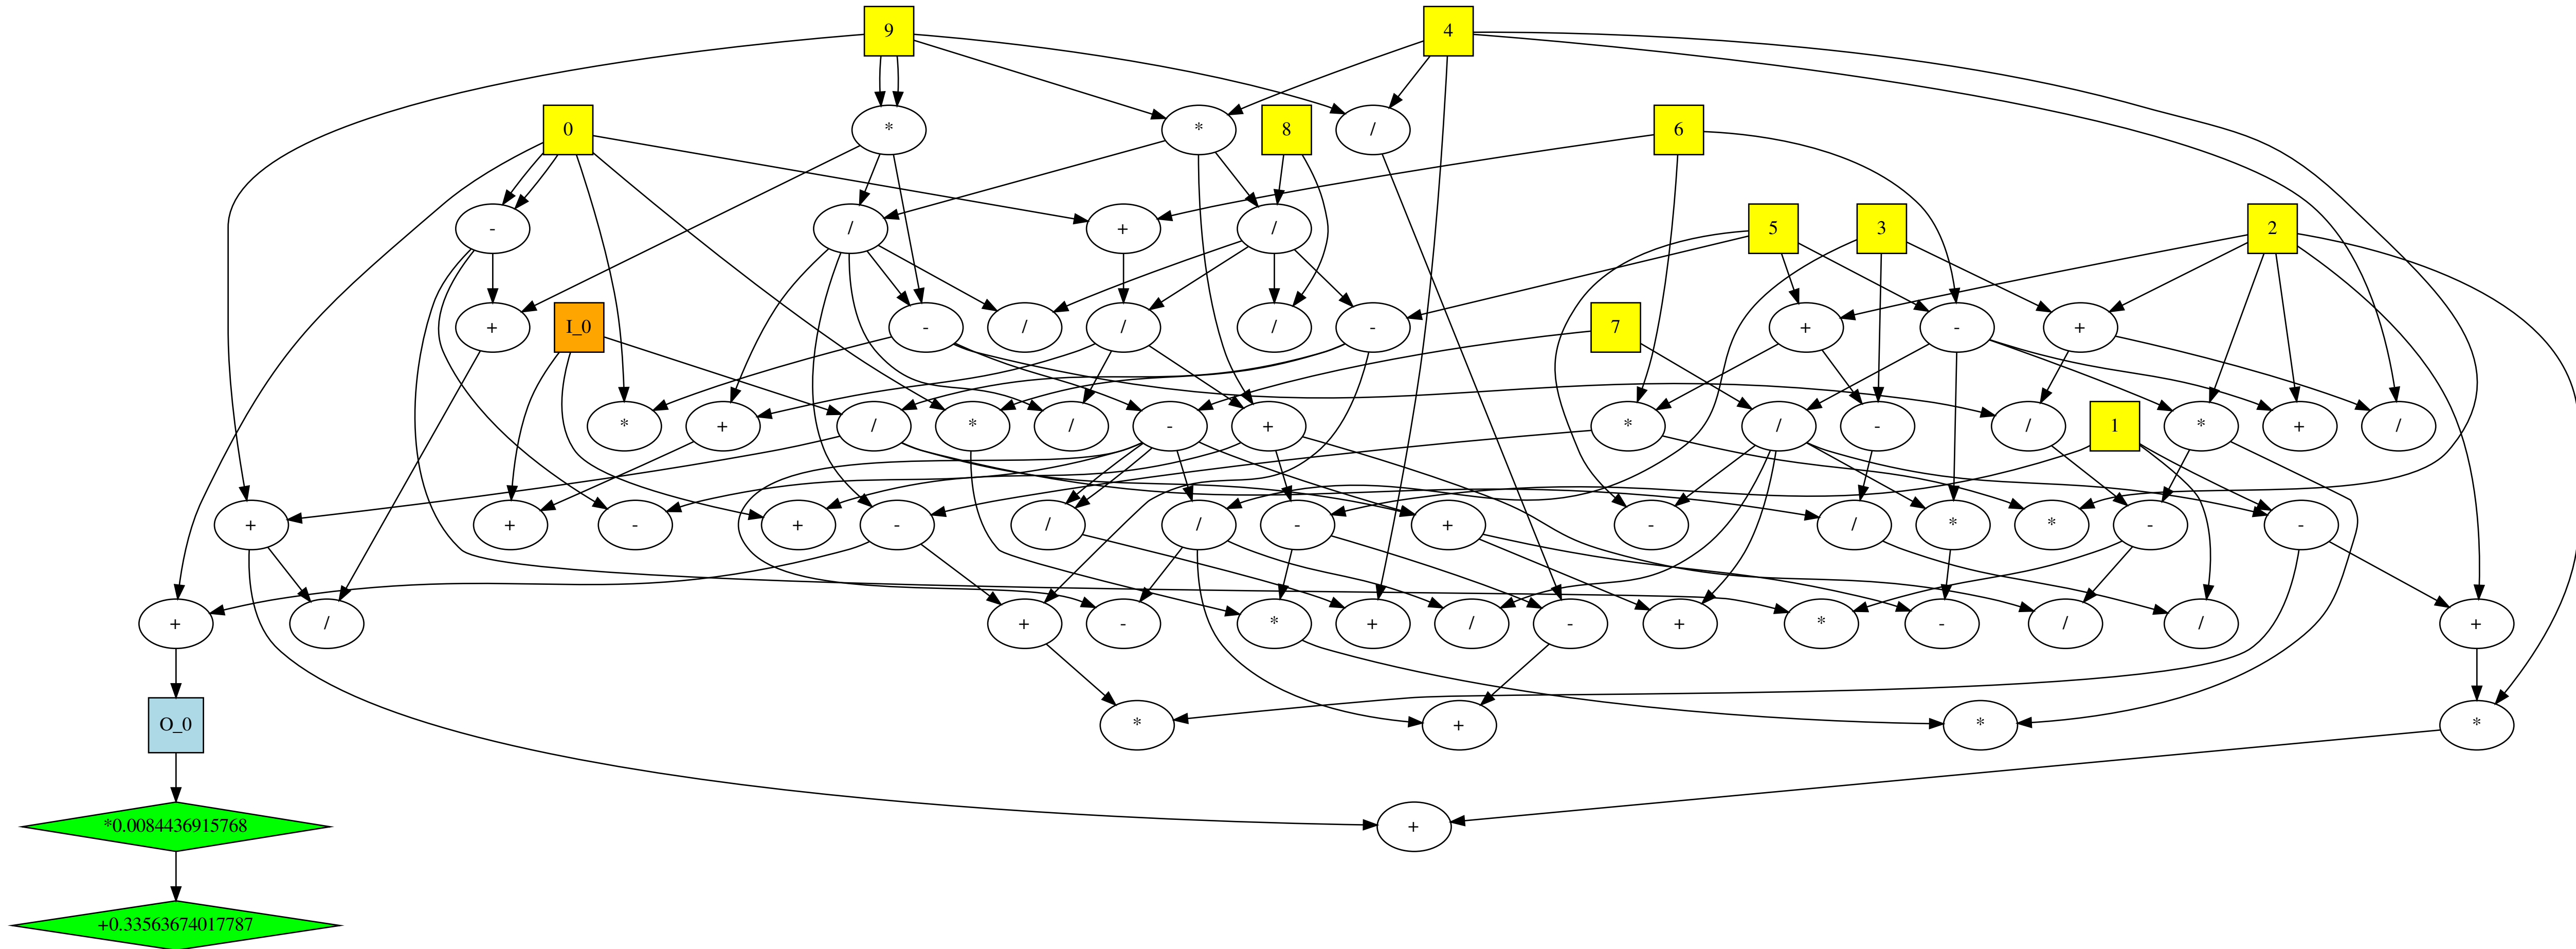 9 4
0 * * 8 / 6
- / + / 5 3 2
+ I_0 - / / / - 7 + - +
* + / * / - + * / - / 1 * + /
+ + - + - / / - + - / * * - -
+ / + - * + / - + * - / / +
O_0 * + * *
*0.0084436915768 +
+0.33563674017787